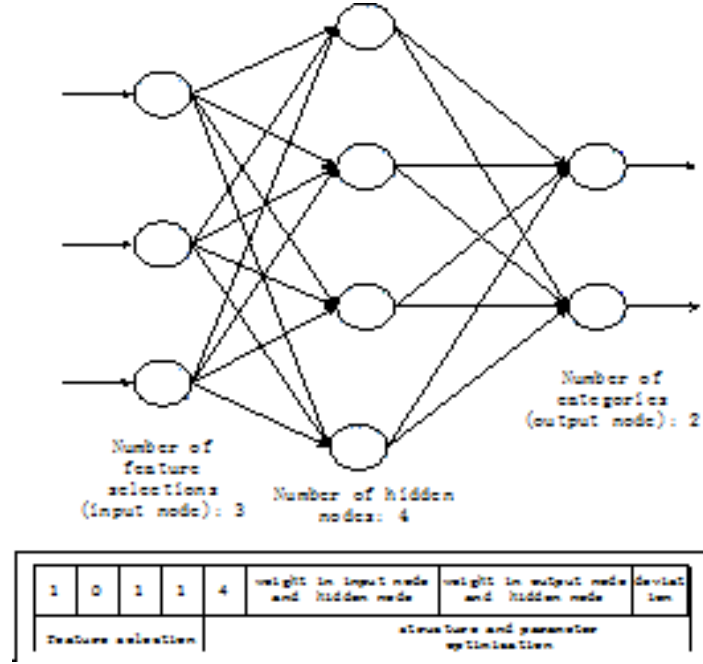 Number of
categories
(output node): 2
Number of
feature
selections
(input node): 3
Number of hidden
nodes: 4
1 0 1 1 4 weight in input node weight in output node deviat
and hidden node and hidden node ion
Feature selection structure and parameter
optimization